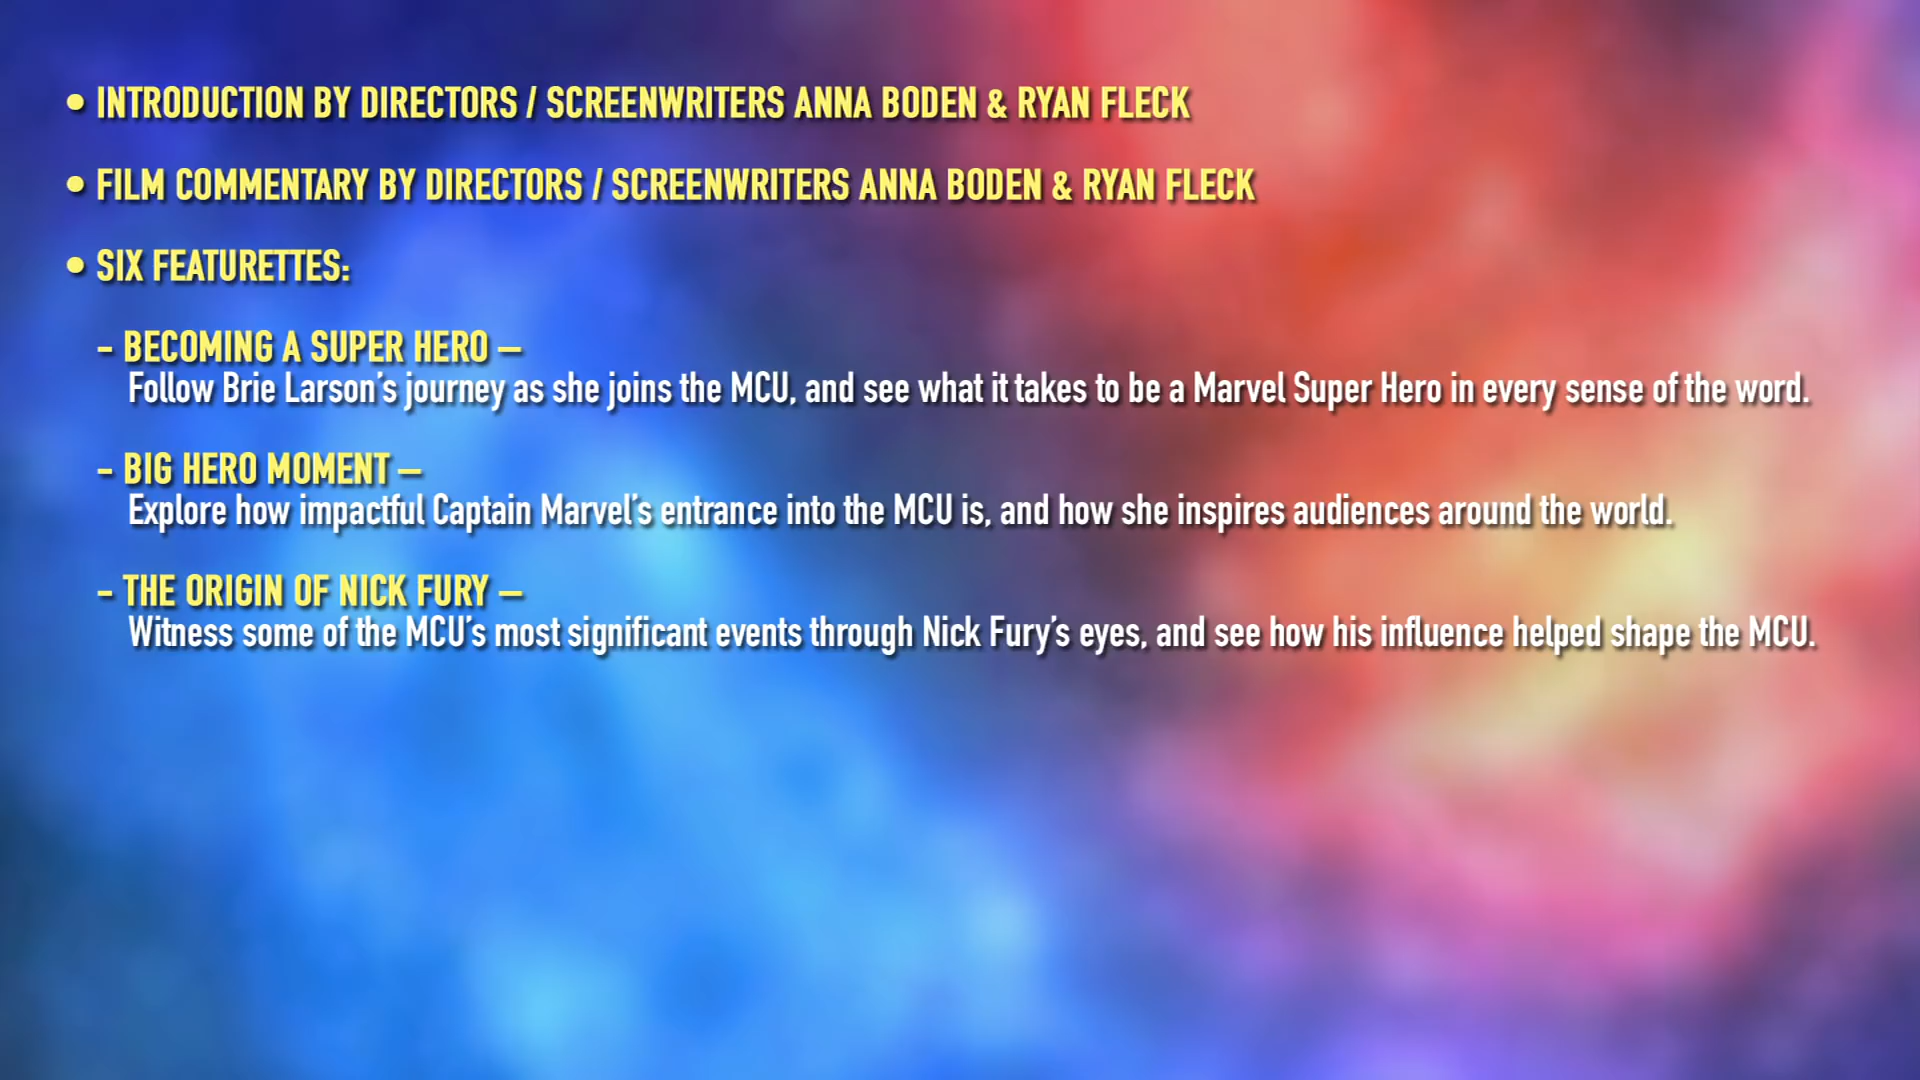 • INTRODUCTION BY DIRECTORS / SCREENWRITERS ANNA BODEN & RYAN FLECK
• FILM COMMENTARY BY DIRECTORS / SCREENWRITERS ANNA BODEN & RYAN FLECK
• SIX FEATURETTES:
- BECOMING A SUPER HERO –
Follow Brie Larson’s journey as she joins the MCU, and see what it takes to be a Marvel Super Hero in every sense of the word.
- BIG HERO MOMENT –
Explore how impactful Captain Marvel’s entrance into the MCU is, and how she inspires audiences around the world.
- THE ORIGIN OF NICK FURY –
Witness some of the MCU’s most significant events through Nick Fury’s eyes, and see how his influence helped shape the MCU.